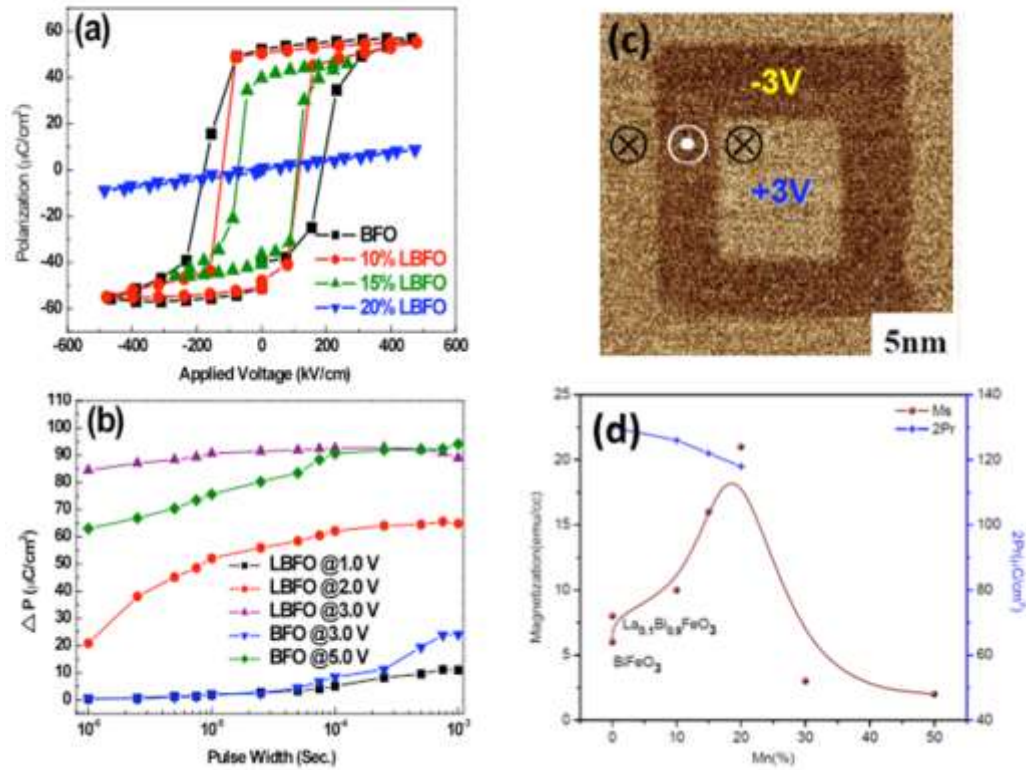 (a)
60
40
20
0
-20
-40
-60
Polarization (μC/cm²)
BFO
10% LBFO
15% LBFO
20% LBFO
-600 -400 -200 0 200 400 600
Applied Voltage (kV/cm)
(c)
-3V
+3V
5nm
(b)
110
100
90
80
70
60
50
40
30
20
10
0
△ P (μC/cm²)
LBFO @1.0 V
LBFO @2.0 V
LBFO @3.0 V
BFO @3.0 V
BFO @5.0 V
Pulse Width (Sec.)
(d)
25
20
15
10
5
0
Magnetization(emu/cc)
Ms
2Pr
La₀.₁Bi₀.₉FeO₃
BiFeO₃
140
120
100
80
60
40
2Pr(μC/cm²)
0 10 20 30 40 50
Mn(%)